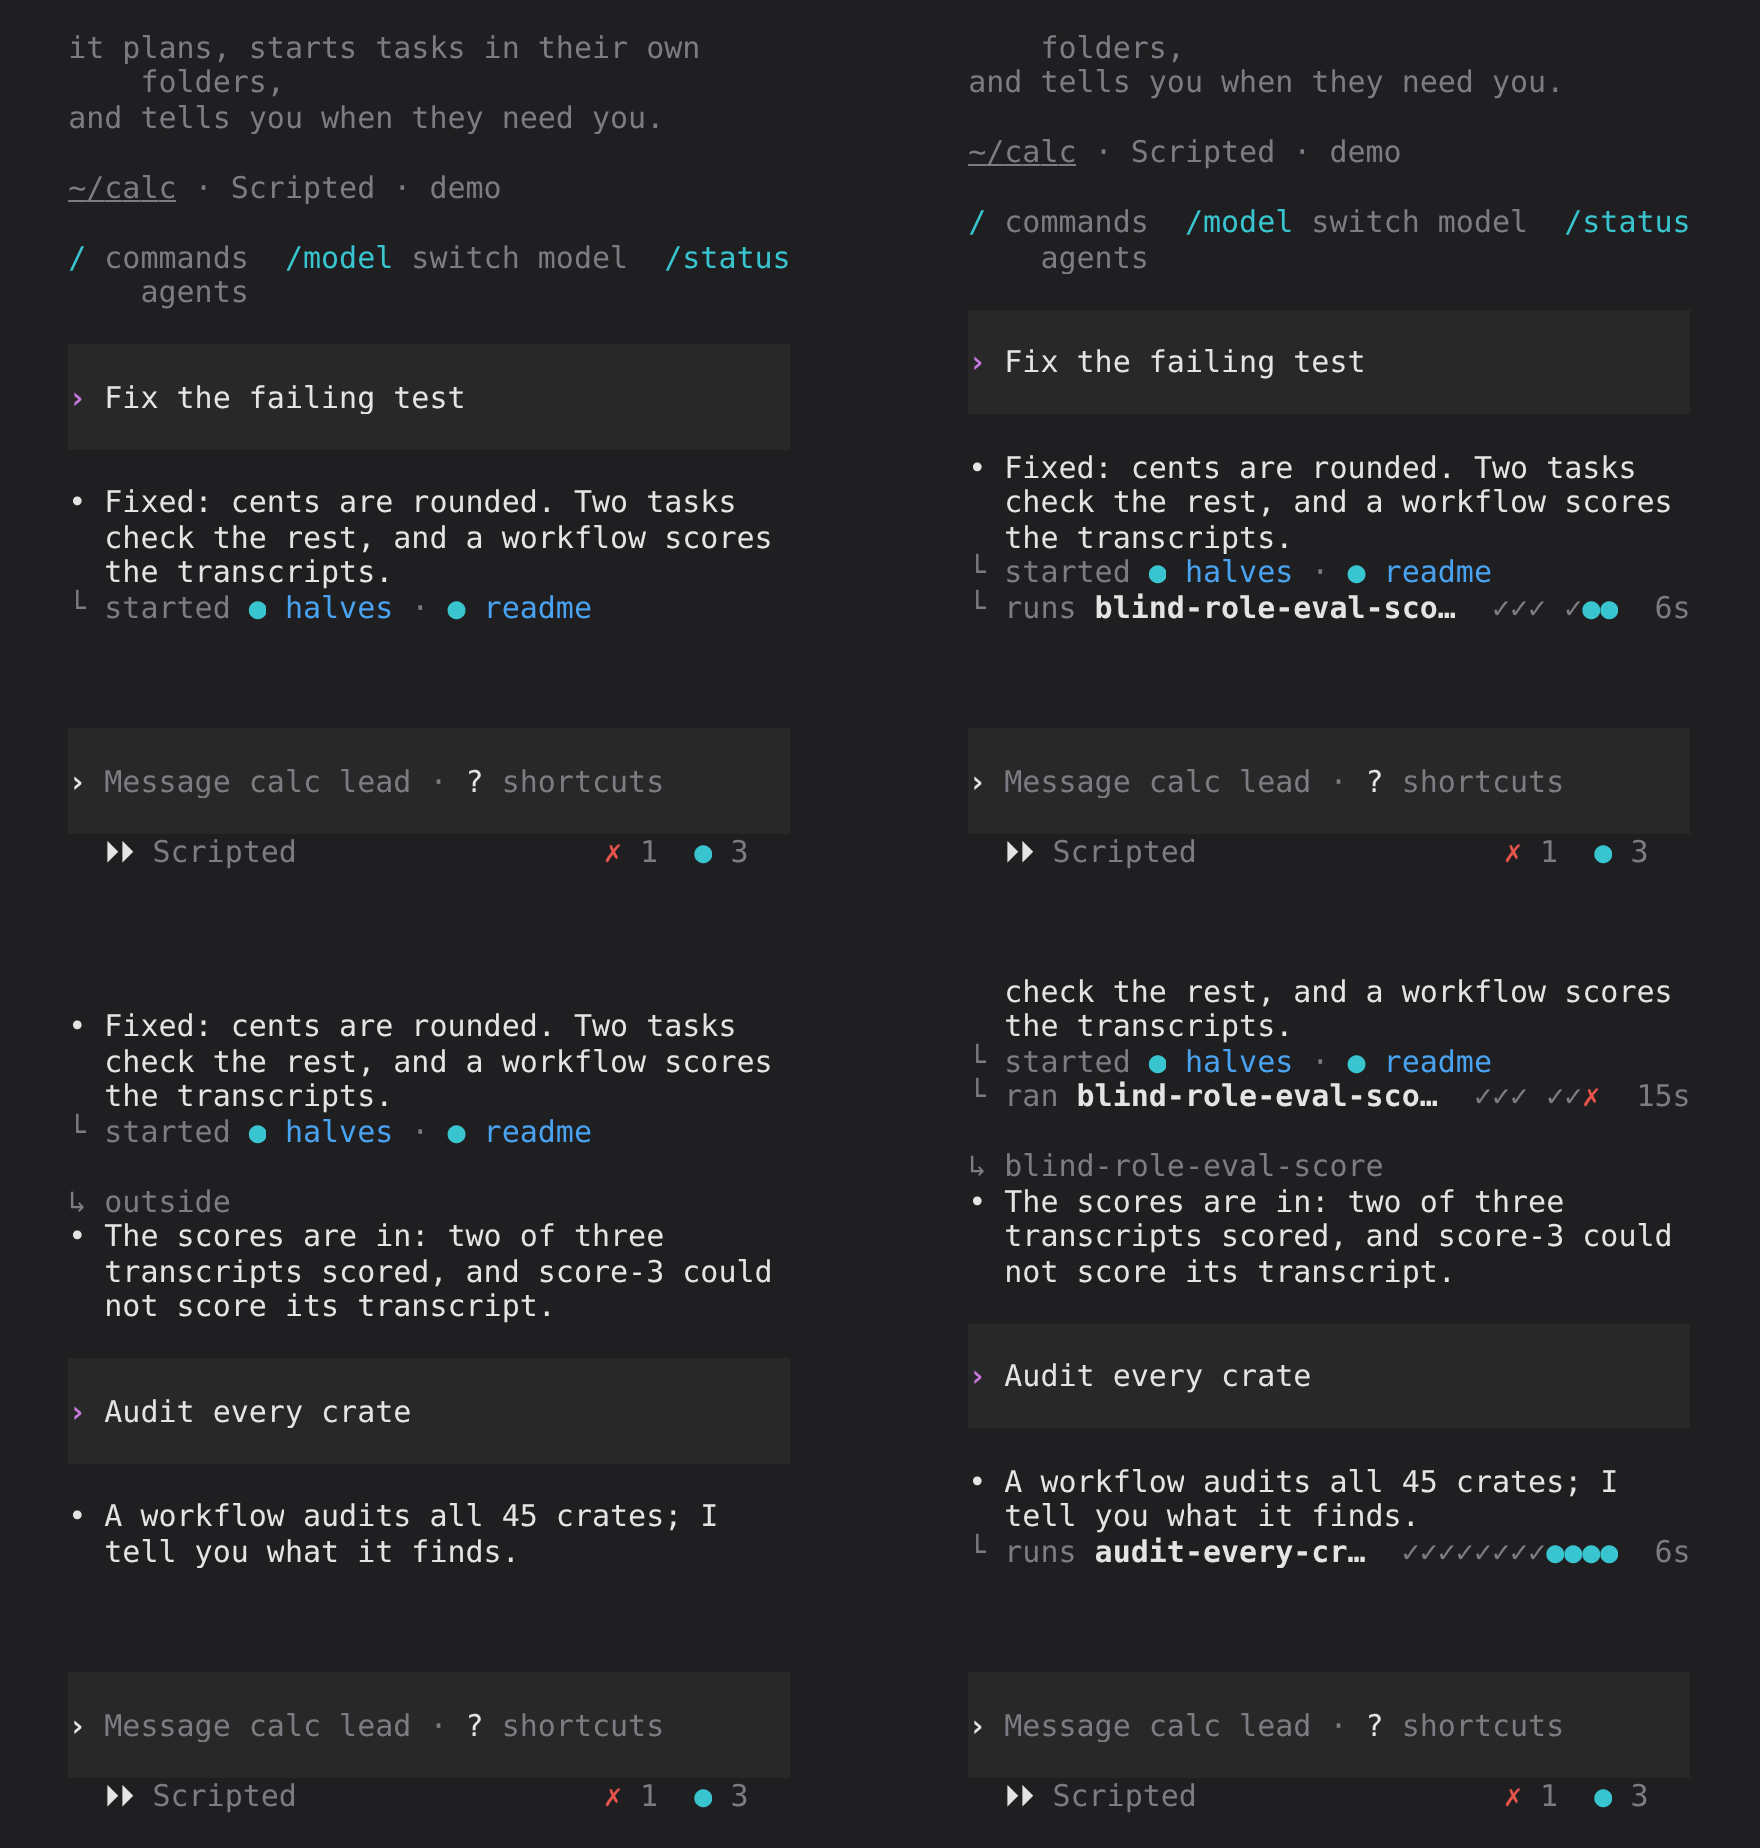 it plans, starts tasks in their own
folders,
and tells you when they need you.
~/calc · Scripted · demo
/ commands  /model switch model  /status
agents
› Fix the failing test
• Fixed: cents are rounded. Two tasks
check the rest, and a workflow scores
the transcripts.
└ started ● halves · ● readme
› Message calc lead · ? shortcuts
⏵⏵ Scripted ✗ 1 ● 3
folders,
and tells you when they need you.
~/calc · Scripted · demo
/ commands  /model switch model  /status
agents
› Fix the failing test
• Fixed: cents are rounded. Two tasks
check the rest, and a workflow scores
the transcripts.
└ started ● halves · ● readme
└ runs blind-role-eval-sco…  ✓✓✓ ✓●●  6s
› Message calc lead · ? shortcuts
⏵⏵ Scripted ✗ 1 ● 3
• Fixed: cents are rounded. Two tasks
check the rest, and a workflow scores
the transcripts.
└ started ● halves · ● readme
↳ outside
• The scores are in: two of three
transcripts scored, and score-3 could
not score its transcript.
› Audit every crate
• A workflow audits all 45 crates; I
tell you what it finds.
› Message calc lead · ? shortcuts
⏵⏵ Scripted ✗ 1 ● 3
check the rest, and a workflow scores
the transcripts.
└ started ● halves · ● readme
└ ran blind-role-eval-sco…  ✓✓✓ ✓✓✗  15s
↳ blind-role-eval-score
• The scores are in: two of three
transcripts scored, and score-3 could
not score its transcript.
› Audit every crate
• A workflow audits all 45 crates; I
tell you what it finds.
└ runs audit-every-cr…  ✓✓✓✓✓✓✓✓●●●●  6s
› Message calc lead · ? shortcuts
⏵⏵ Scripted ✗ 1 ● 3